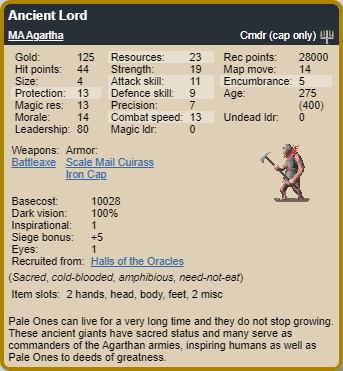 Ancient Lord
MA Agartha Cmdr (cap only)
Gold: 125 Resources: 23 Rec points: 28000
Hit points: 44 Strength: 19 Map move: 14
Size: 4 Attack skill: 11 Encumbrance: 5
Protection: 13 Defence skill: 9 Age: 275
Magic res: 13 Precision: 7 (400)
Morale: 14 Combat speed: 13 Undead ldr: 0
Leadership: 80 Magic ldr: 0
Weapons: Armor:
Battleaxe Scale Mail Cuirass
Iron Cap
Basecost: 10028
Dark vision: 100%
Inspirational: 1
Siege bonus: +5
Eyes: 1
Recruited from: Halls of the Oracles
(Sacred, cold-blooded, amphibious, need-not-eat)
Item slots: 2 hands, head, body, feet, 2 misc
Pale Ones can live for a very long time and they do not stop growing.
These ancient giants have sacred status and many serve as
commanders of the Agarthan armies, inspiring humans as well as
Pale Ones to deeds of greatness.